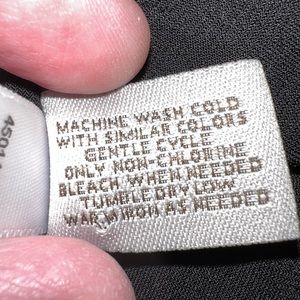 MACHINE WASH COLD
WITH SIMILAR COLORS
GENTLE CYCLE
ONLY NON-CHLORINE
BLEACH WHEN NEEDED
TUMBLE DRY LOW
WARM IRON AS NEEDED
4501